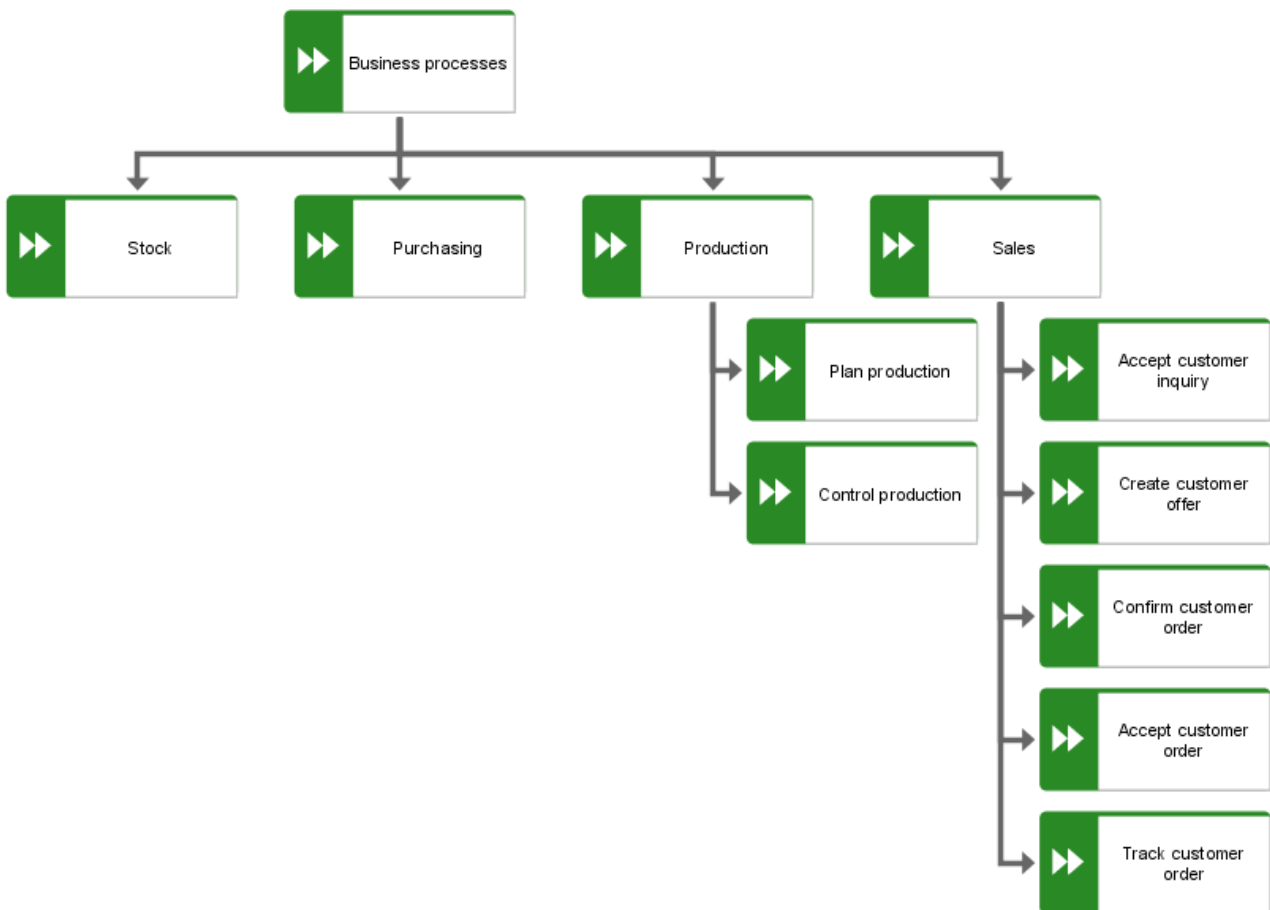 Business processes
Stock
Purchasing
Production
Sales
Plan production
Accept customer
inquiry
Control production
Create customer
offer
Confirm customer
order
Accept customer
order
Track customer
order